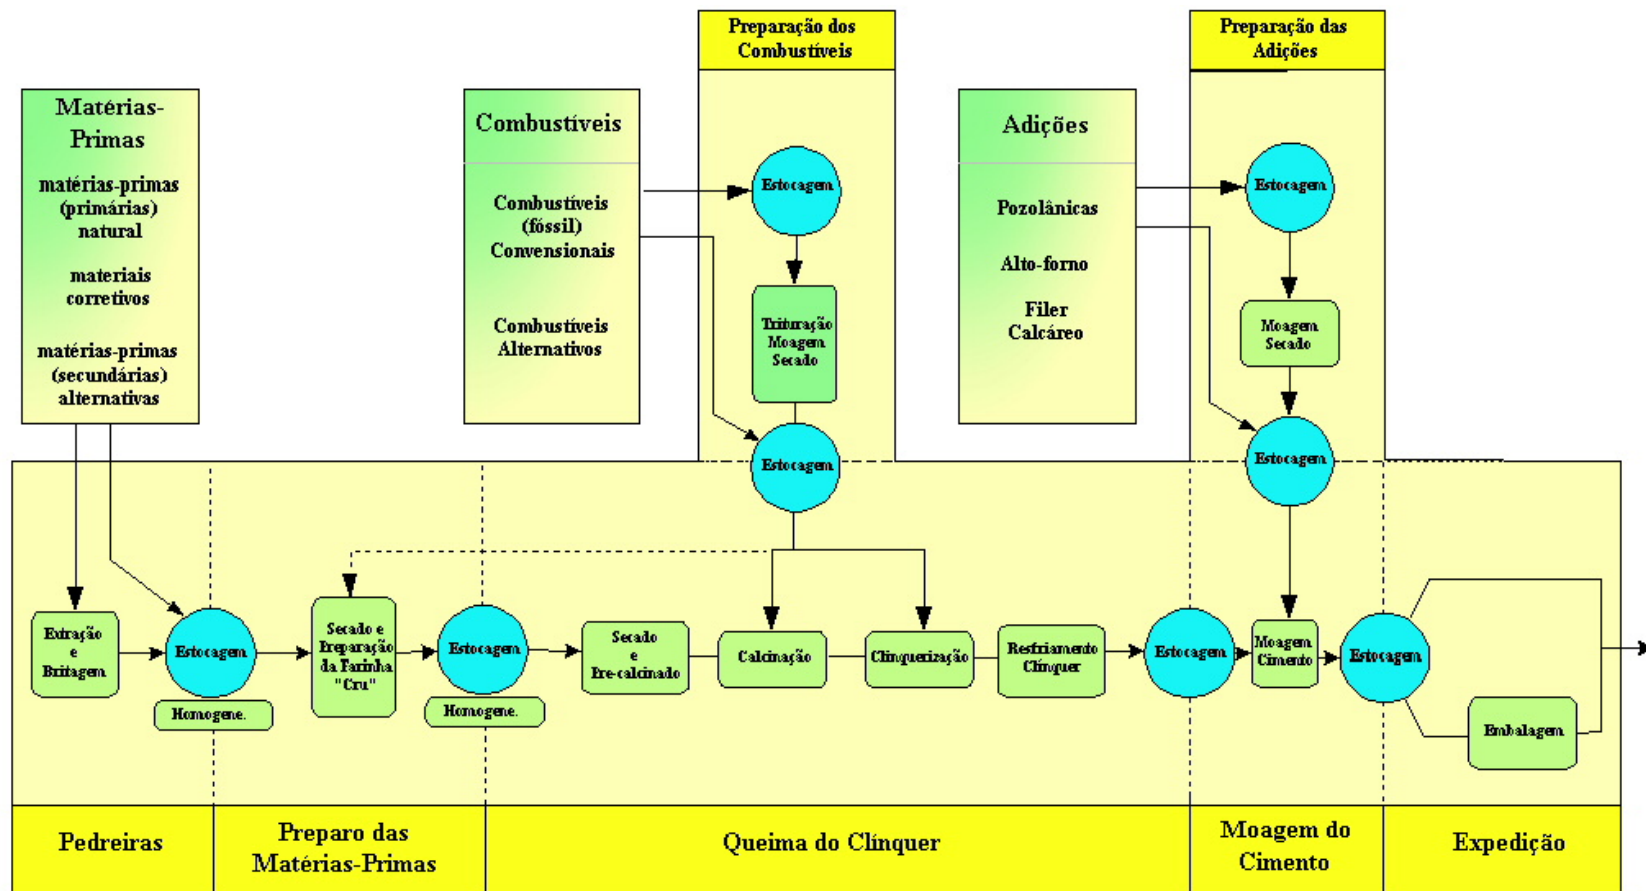 Preparação dos
Combustíveis
Preparação das
Adições
Matérias-
Primas
matérias-primas
(primárias)
natural
materiais
corretivos
matérias-primas
(secundárias)
alternativas
Combustíveis
Combustíveis
(fóssil)
Convensionais
Combustíveis
Alternativos
Estocagem
Trituração
Moagem
Secado
Estocagem
Adições
Pozolânicas
Alto-forno
Filer
Calcáreo
Estocagem
Moagem
Secado
Estocagem
Extração
e
Britagem
Estocagem
Homogene.
Secado e
Preparação
da Farinha
"Cru"
Estocagem
Homogene.
Secado
e
Pre-calcinado
Calcinação
Clinquerização
Resfriamento
Clínquer
Estocagem
Moagem
Cimento
Estocagem
Embalagem
Pedreiras
Preparo das
Matérias-Primas
Queima do Clínquer
Moagem do
Cimento
Expedição